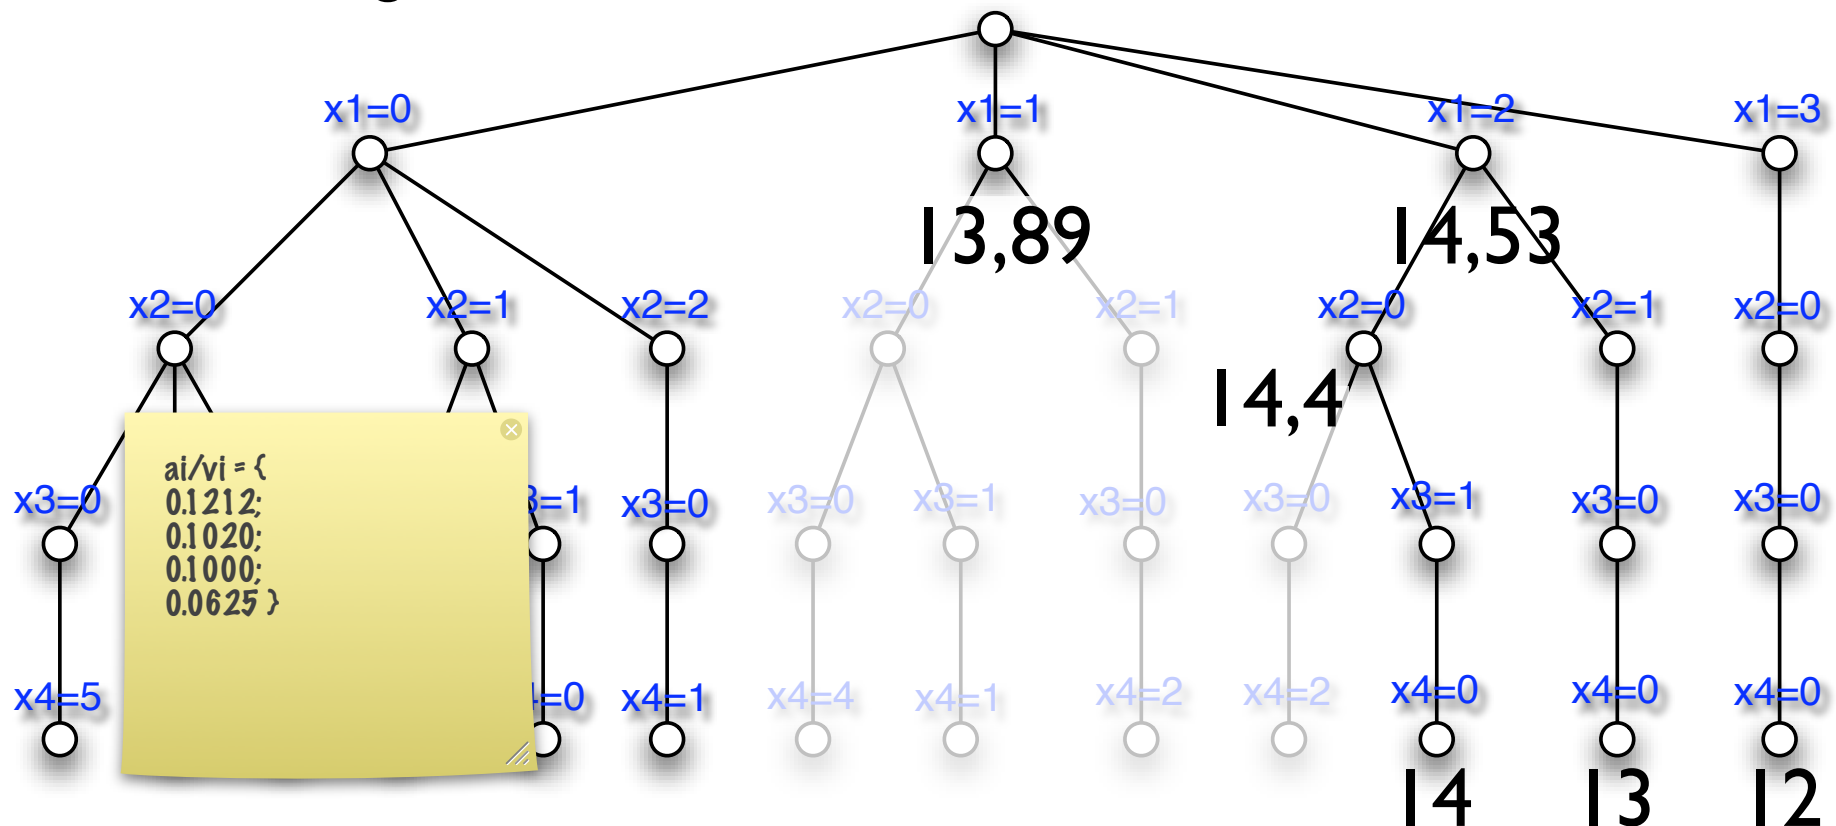 x1=0
x1=1
x1=2
x1=3
13,89
14,53
x2=0
x2=1
x2=2
x2=0
x2=1
x2=0
x2=1
x2=0
14,4
ai/vi = {
0.1212;
0.1020;
0.1000;
0.0625 }
x3=0
3=1
x3=0
x3=0
x3=1
x3=0
x3=0
x3=1
x3=0
x3=0
x4=5
=0
x4=1
x4=4
x4=1
x4=2
x4=2
x4=0
x4=0
x4=0
14
13
12